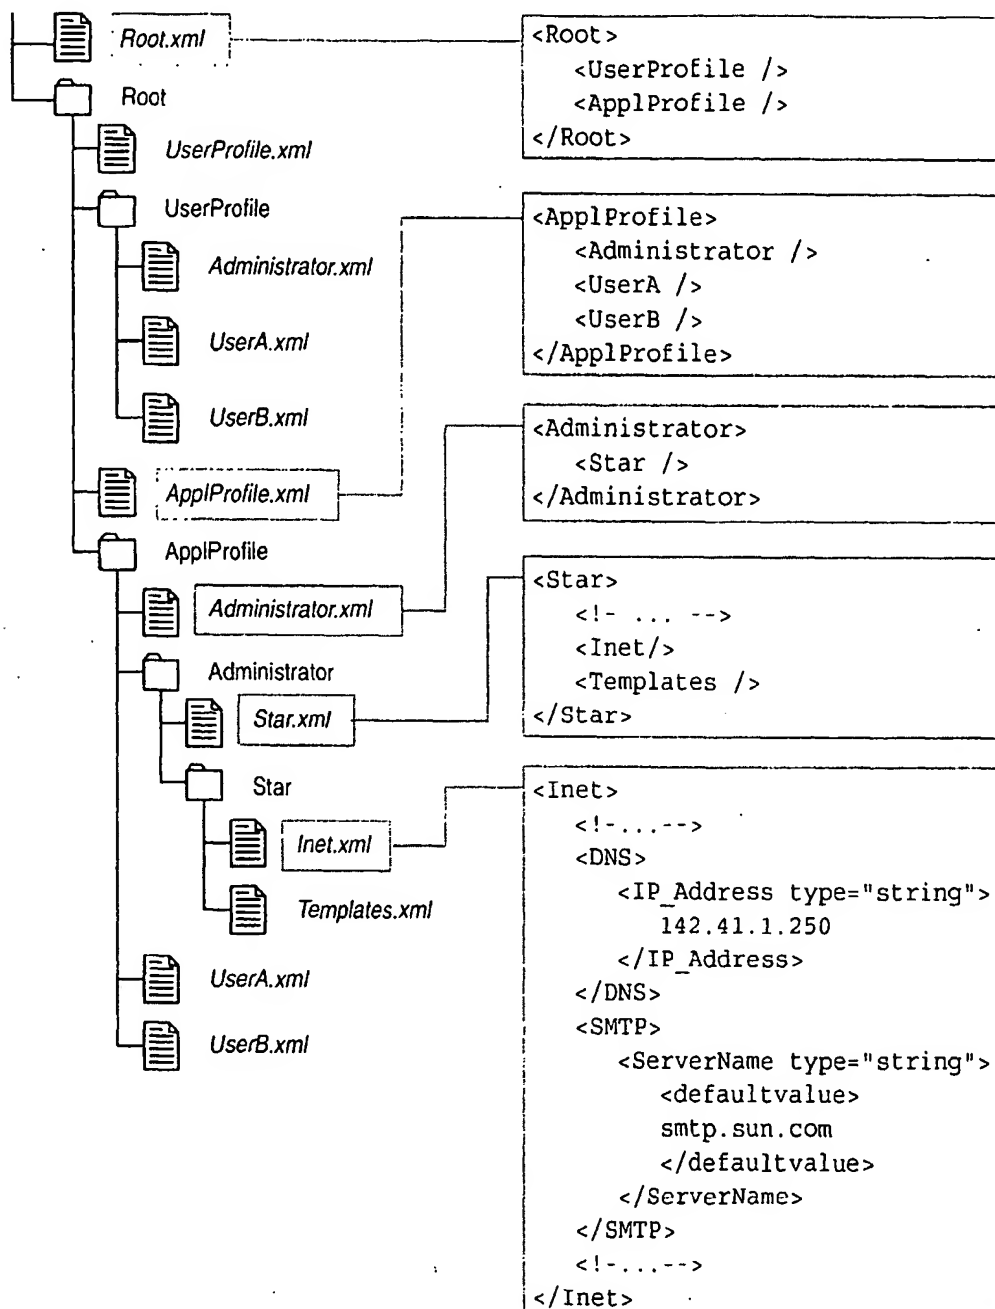 Root.xml
Root
UserProfile.xml
UserProfile
Administrator.xml
UserA.xml
UserB.xml
ApplProfile.xml
ApplProfile
Administrator.xml
Administrator
Star.xml
Star
Inet.xml
Templates.xml
UserA.xml
UserB.xml
<Root>
<UserProfile />
<ApplProfile />
</Root>
<ApplProfile>
<Administrator />
<UserA />
<UserB />
</ApplProfile>
<Administrator>
<Star />
</Administrator>
<Star>
<!- ... -->
<Inet/>
<Templates />
</Star>
<Inet>
<!-...-->
<DNS>
<IP_Address type="string">
142.41.1.250
</IP_Address>
</DNS>
<SMTP>
<ServerName type="string">
<defaultvalue>
smtp.sun.com
</defaultvalue>
</ServerName>
</SMTP>
<!-...-->
</Inet>